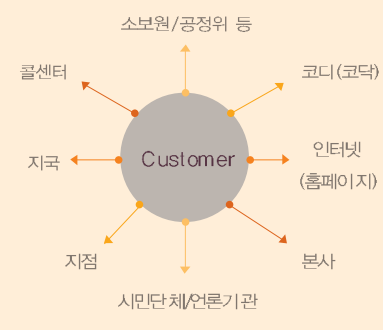 소보원/공정위 등
콜센터
코디(코닥)
Customer
지국
인터넷
(홈페이지)
지점
본사
시민단체/언론기관